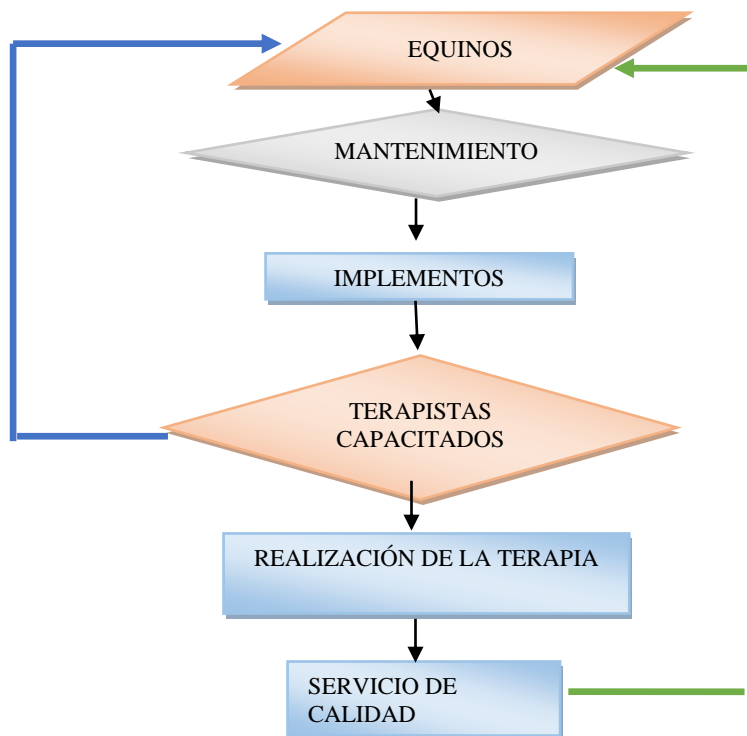 EQUINOS
MANTENIMIENTO
IMPLEMENTOS
TERAPISTAS
CAPACITADOS
REALIZACIÓN DE LA TERAPIA
SERVICIO DE
CALIDAD